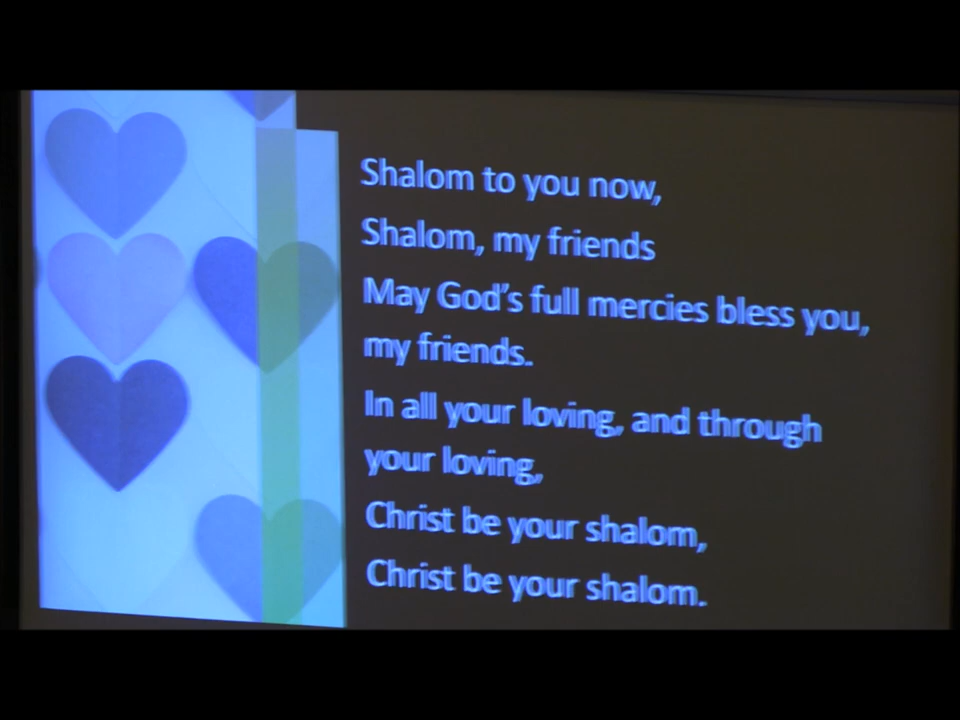 Shalom to you now,
Shalom, my friends
May God's full mercies bless you,
my friends.
In all your loving, and through
your loving,
Christ be your shalom,
Christ be your shalom.